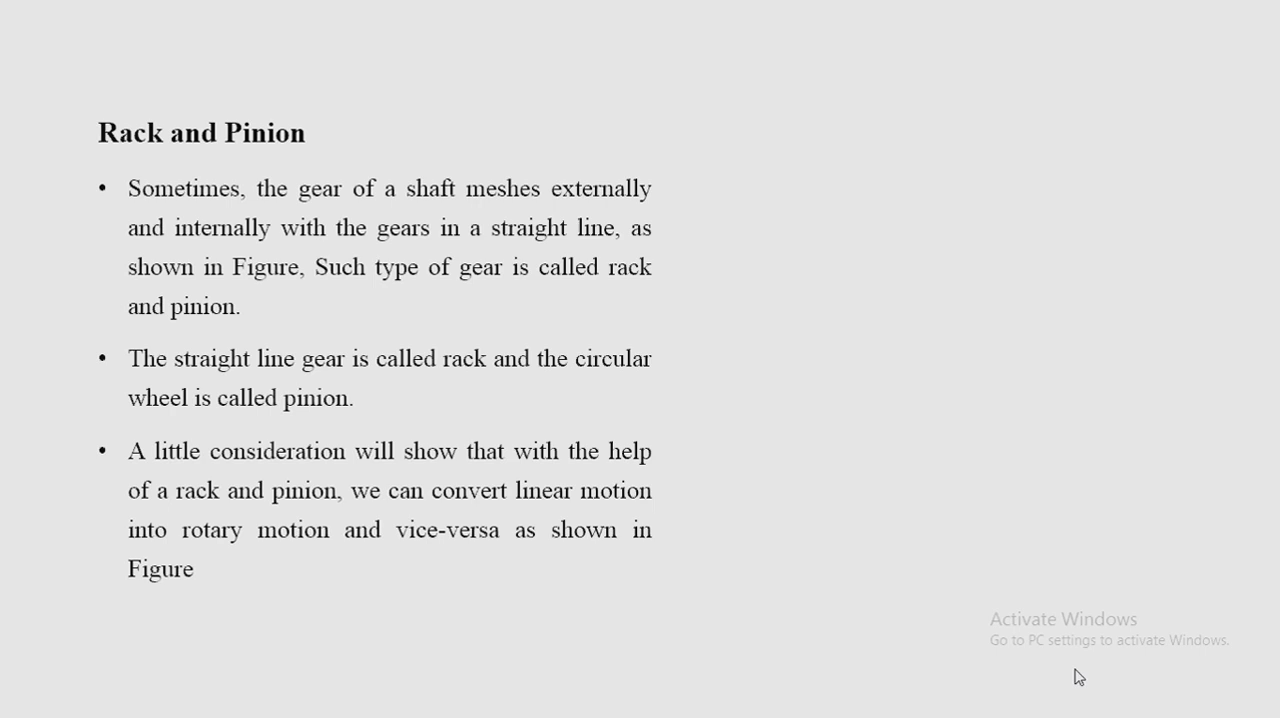 Rack and Pinion
• Sometimes, the gear of a shaft meshes externally
and internally with the gears in a straight line, as
shown in Figure, Such type of gear is called rack
and pinion.
• The straight line gear is called rack and the circular
wheel is called pinion.
• A little consideration will show that with the help
of a rack and pinion, we can convert linear motion
into rotary motion and vice-versa as shown in
Figure
Activate Windows
Go to PC settings to activate Windows.